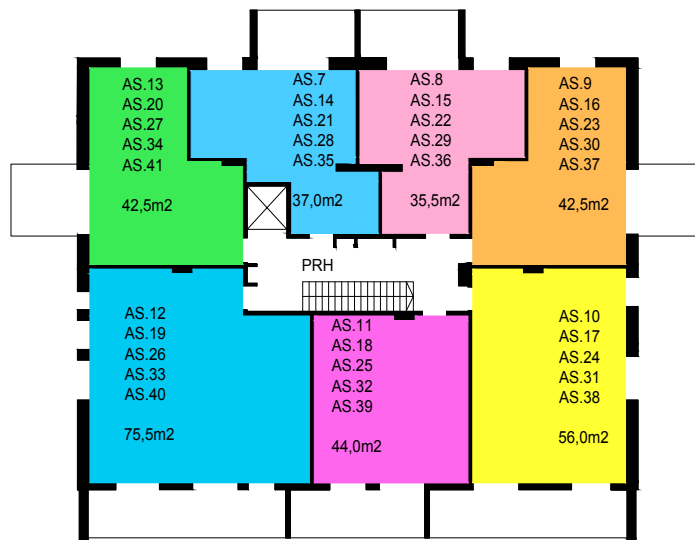 AS.13
AS.20
AS.27
AS.34
AS.41
42,5m2
AS.7
AS.14
AS.21
AS.28
AS.35
37,0m2
AS.8
AS.15
AS.22
AS.29
AS.36
35,5m2
AS.9
AS.16
AS.23
AS.30
AS.37
42,5m2
PRH
AS.12
AS.19
AS.26
AS.33
AS.40
75,5m2
AS.11
AS.18
AS.25
AS.32
AS.39
44,0m2
AS.10
AS.17
AS.24
AS.31
AS.38
56,0m2